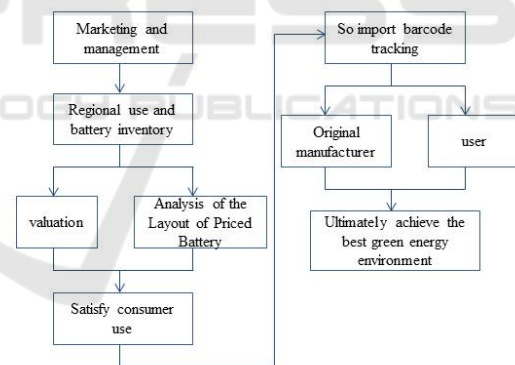 Marketing and
management
Regional use and
battery inventory
valuation
Analysis of the
Layout of Priced
Battery
Satisfy consumer
use
So import barcode
tracking
Original
manufacturer
user
Ultimately achieve the
best green energy
environment
PUBLICATIONS